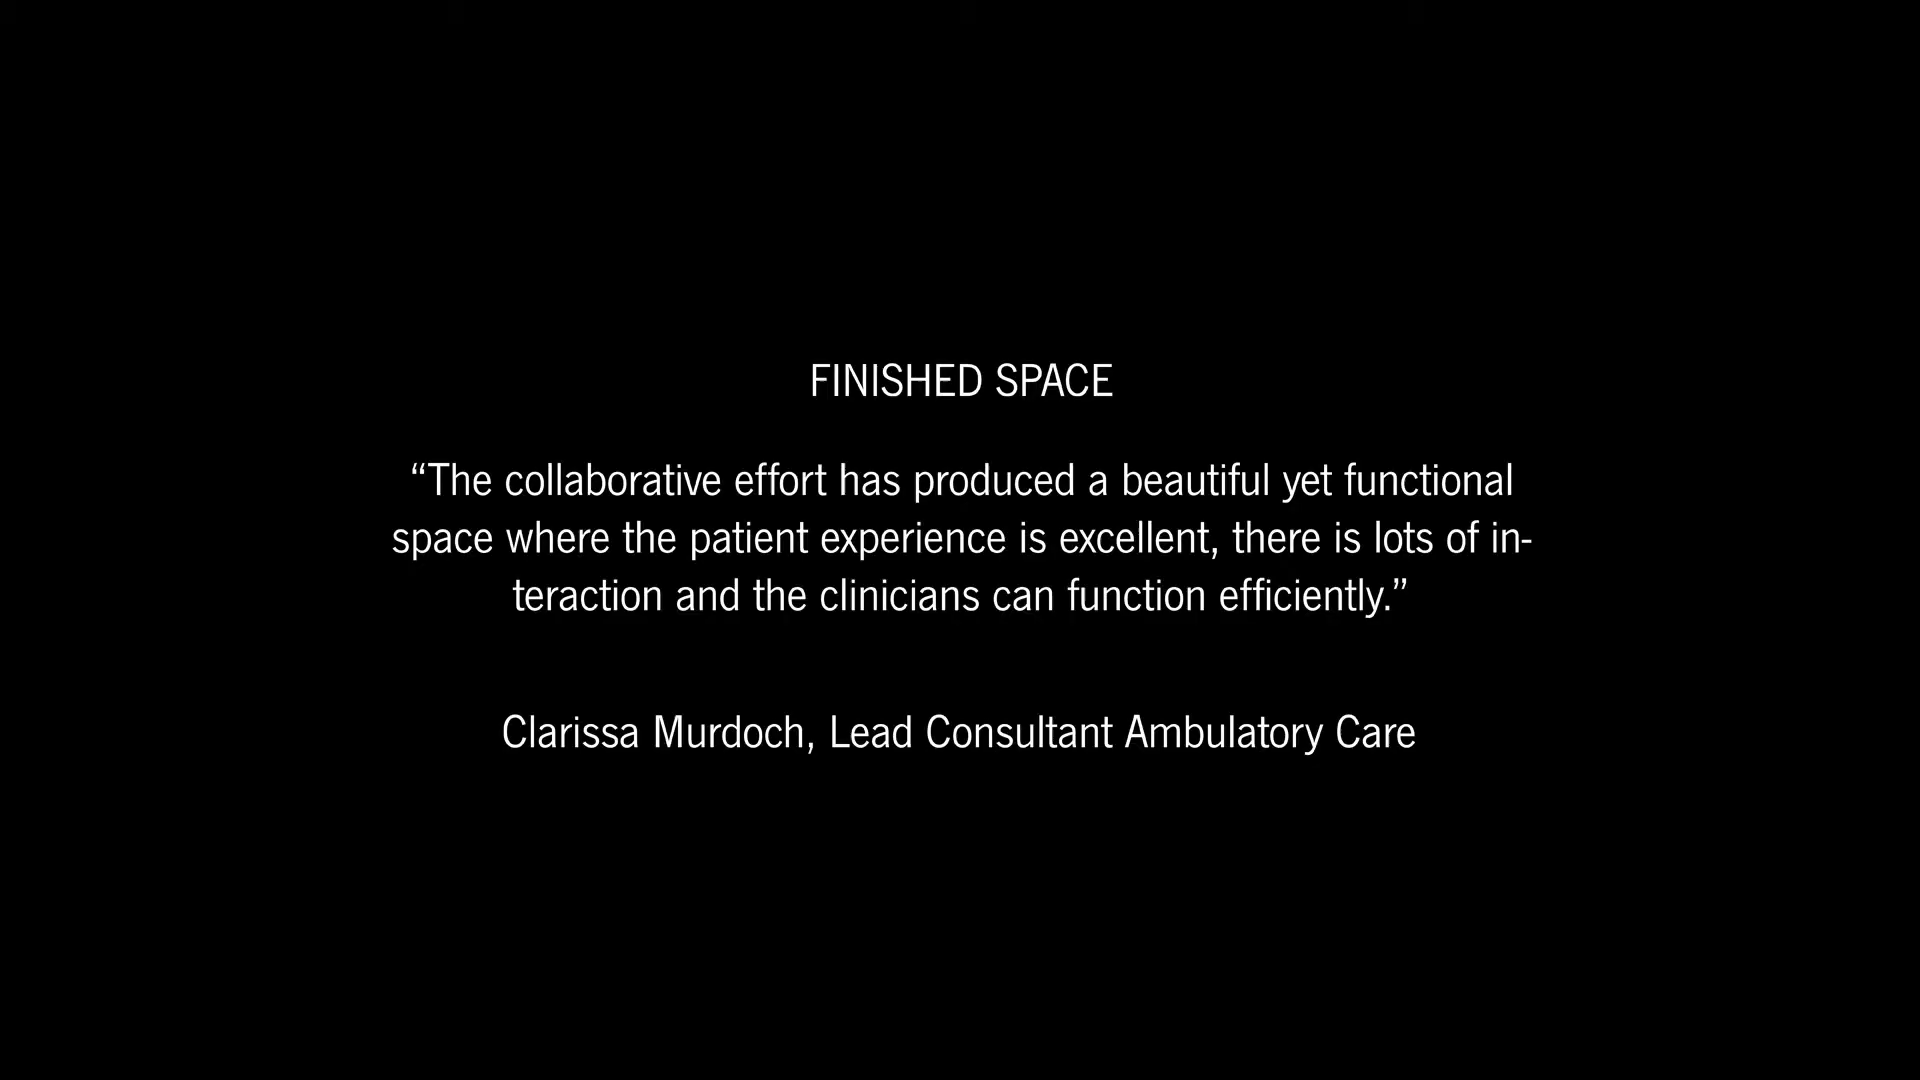 FINISHED SPACE
“The collaborative effort has produced a beautiful yet functional
space where the patient experience is excellent, there is lots of in-
teraction and the clinicians can function efficiently.”
Clarissa Murdoch, Lead Consultant Ambulatory Care